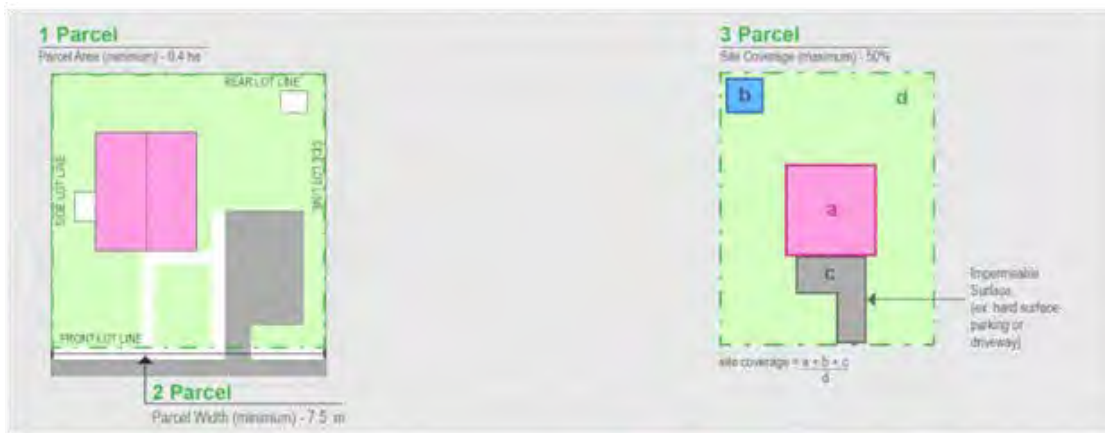 1 Parcel
Parcel Area (minimum) - 0.4 ha
REAR LOT LINE
SIDE LOT LINE
SIDE LOT LINE
FRONT LOT LINE
2 Parcel
Parcel Width (minimum) - 7.5 m
3 Parcel
Site Coverage (maximum) - 50%
b
d
a
c
Impermeable
Surface
(ex. hard surface
parking or
driveway)
site coverage = a + b + c
d